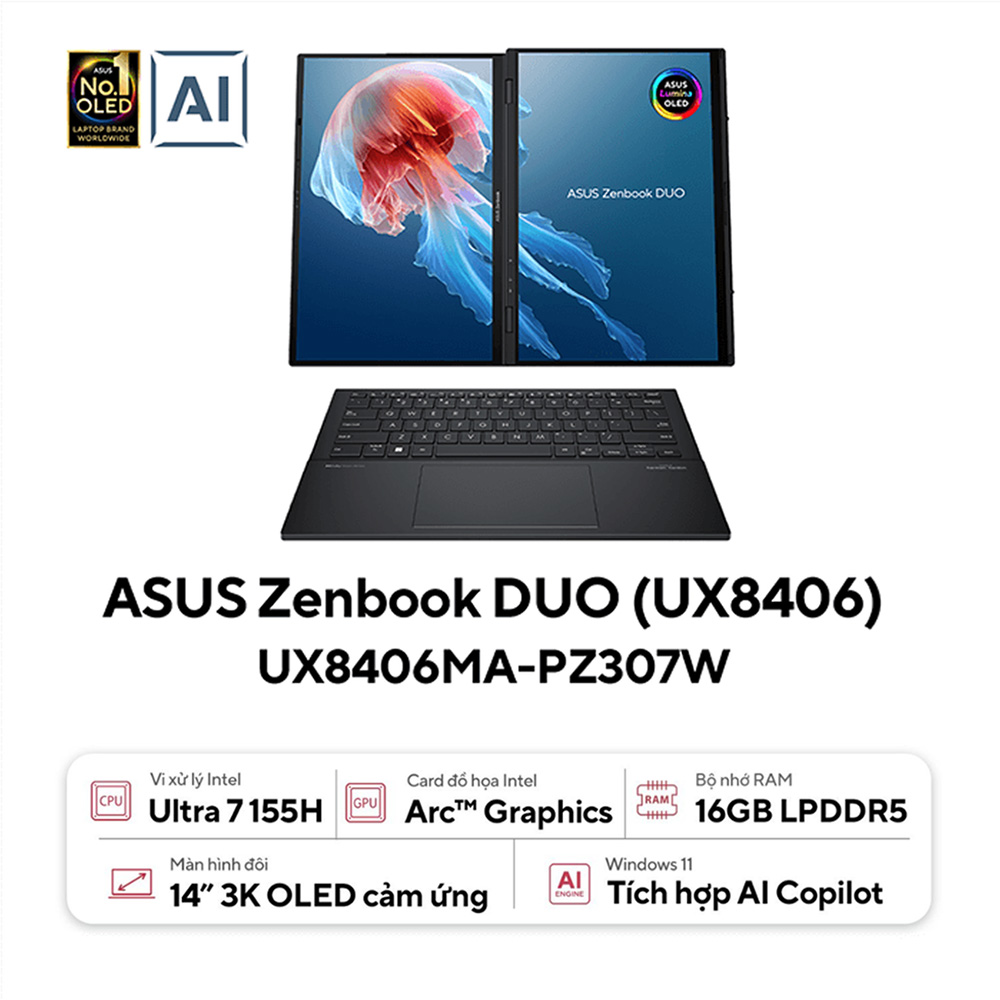 ASUS
No.1
OLED
LAPTOP BRAND
WORLDWIDE
AI
ASUS
Lumina
OLED
ASUS Zenbook DUO
ASUS Zenbook
ASUS Zenbook DUO (UX8406)
UX8406MA-PZ307W
CPU
Vi xử lý Intel
Ultra 7 155H
GPU
Card đồ họa Intel
Arc™ Graphics
RAM
Bộ nhớ RAM
16GB LPDDR5
Màn hình đôi
14” 3K OLED cảm ứng
AI
ENGINE
Windows 11
Tích hợp AI Copilot